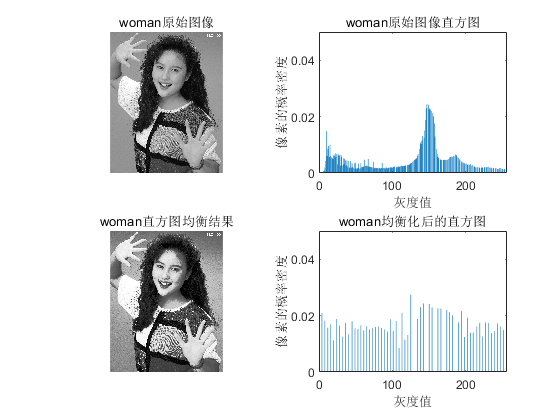 woman原始图像
woman原始图像直方图
像素的概率密度
0.04
0.02
0
0
100
200
灰度值
woman直方图均衡结果
woman均衡化后的直方图
像素的概率密度
0.04
0.02
0
0
100
200
灰度值